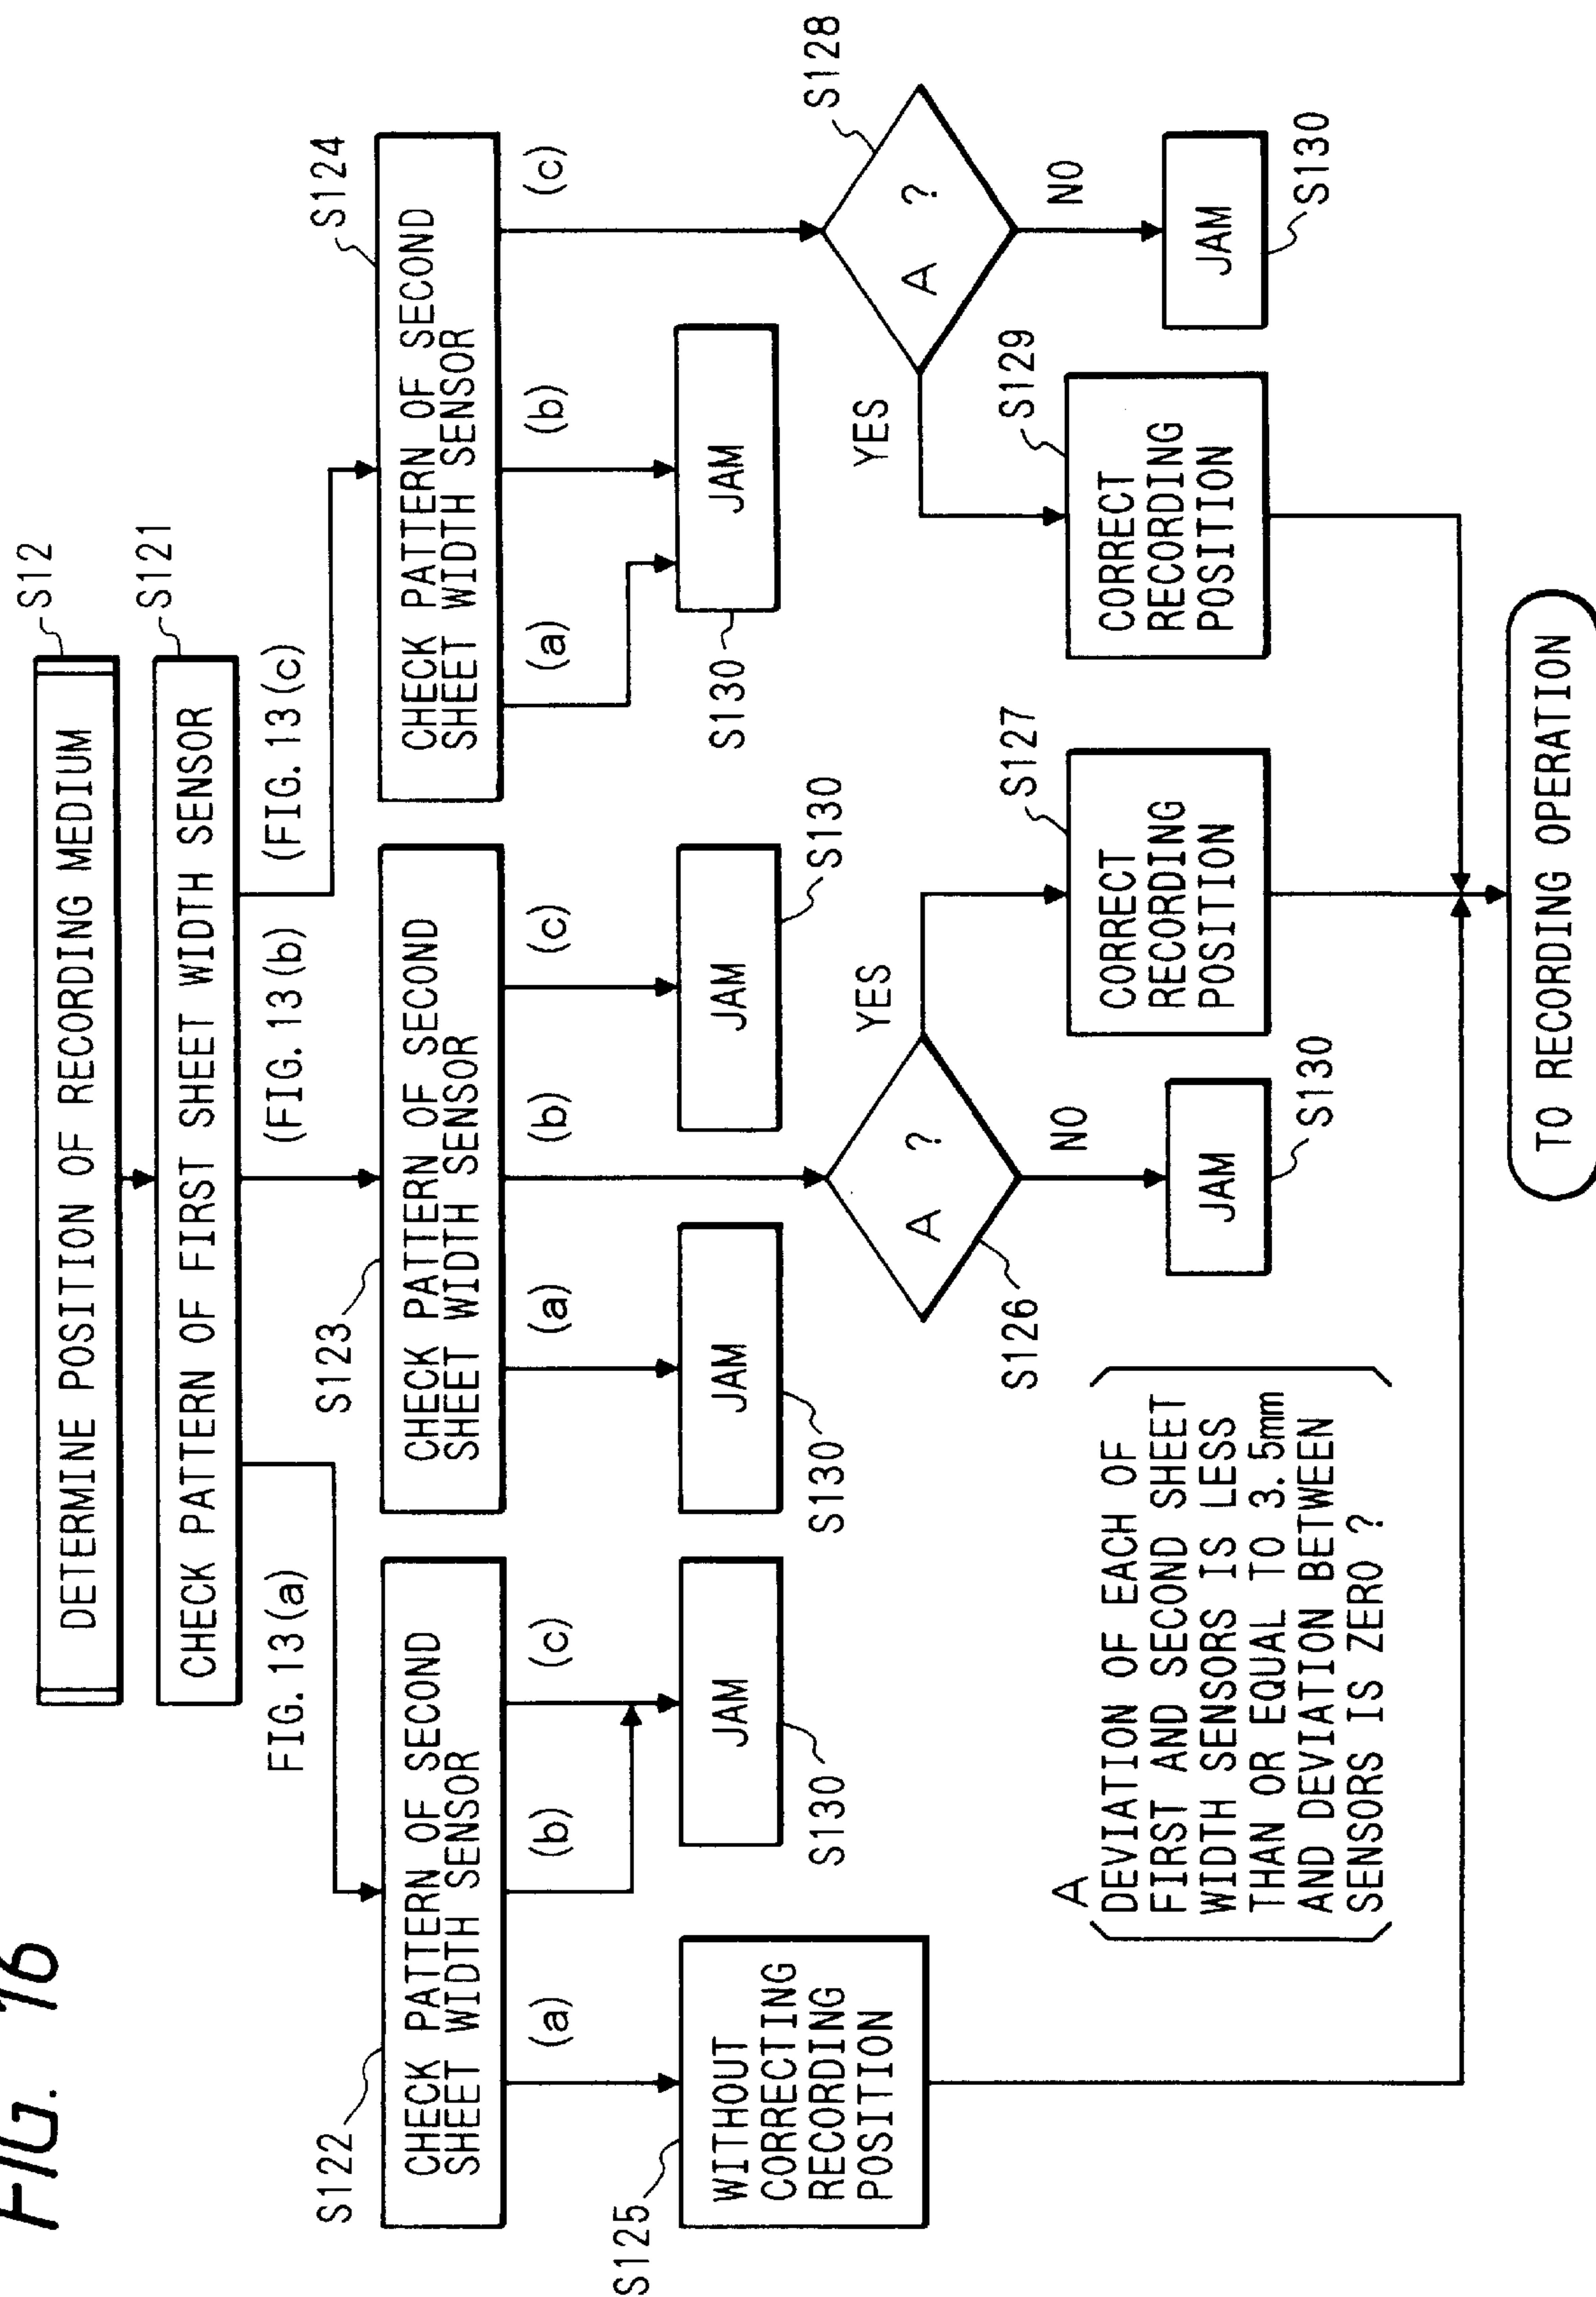 FIG. 16
S12
DETERMINE POSITION OF RECORDING MEDIUM
S121
CHECK PATTERN OF FIRST SHEET WIDTH SENSOR
FIG.13(a)
(FIG.13(b)
(FIG.13(c)
S122
CHECK PATTERN OF SECOND
SHEET WIDTH SENSOR
(a)
(b)
(c)
S123
CHECK PATTERN OF SECOND
SHEET WIDTH SENSOR
(a)
(b)
(c)
S124
CHECK PATTERN OF SECOND
SHEET WIDTH SENSOR
(a)
(b)
(c)
S125
WITHOUT
CORRECTING
RECORDING
POSITION
JAM
S130
JAM
S130
JAM
S130
JAM
S130
A ?
S126
YES
NO
A ?
S128
YES
NO
JAM
S130
CORRECT
RECORDING
POSITION
S127
CORRECT
RECORDING
POSITION
S129
JAM
S130
A
DEVIATION OF EACH OF
FIRST AND SECOND SHEET
WIDTH SENSORS IS LESS
THAN OR EQUAL TO 3.5mm
AND DEVIATION BETWEEN
SENSORS IS ZERO ?
TO RECORDING OPERATION